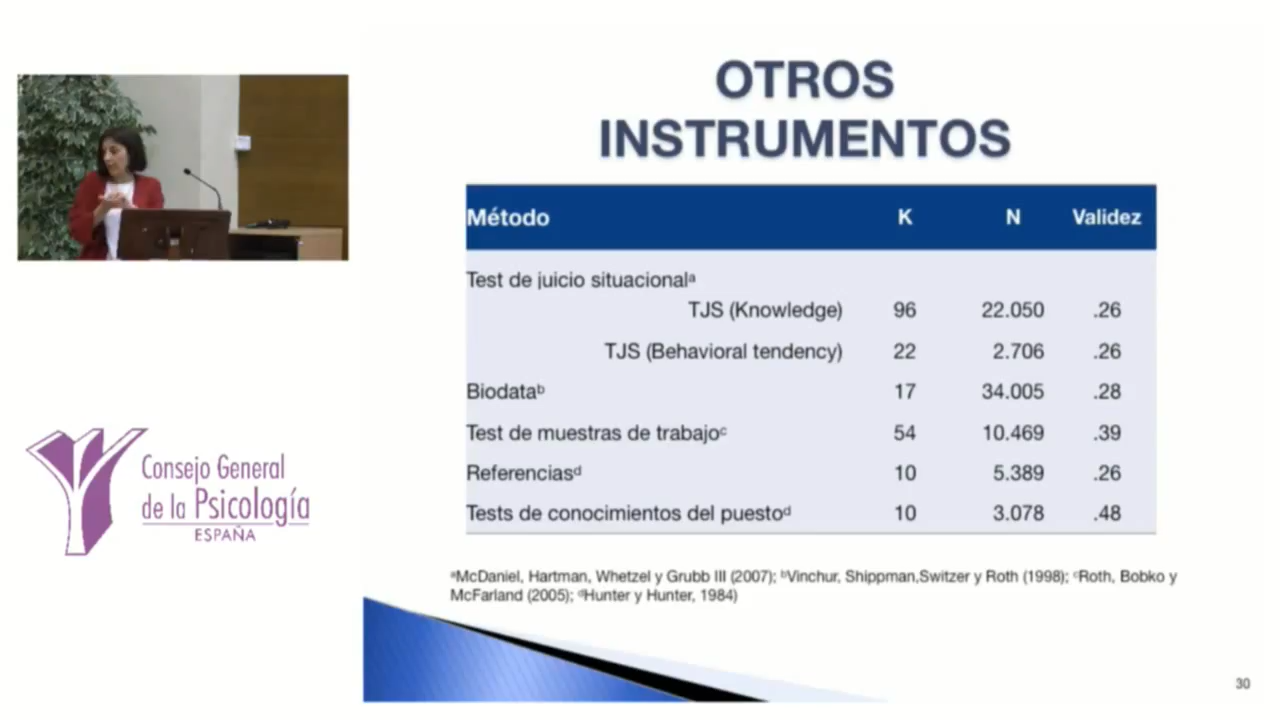 OTROS
INSTRUMENTOS
Método K N Validez
Test de juicio situacionalᵃ
TJS (Knowledge) 96 22.050 .26
TJS (Behavioral tendency) 22 2.706 .26
Biodataᵇ 17 34.005 .28
Test de muestras de trabajoᶜ 54 10.469 .39
Referenciasᵈ 10 5.389 .26
Tests de conocimientos del puestoᵈ 10 3.078 .48
ᵃMcDaniel, Hartman, Whetzel y Grubb III (2007); ᵇVinchur, Shippman,Switzer y Roth (1998); ᶜRoth, Bobko y
McFarland (2005); ᵈHunter y Hunter, 1984)
30
Consejo General
de la Psicología
ESPAÑA